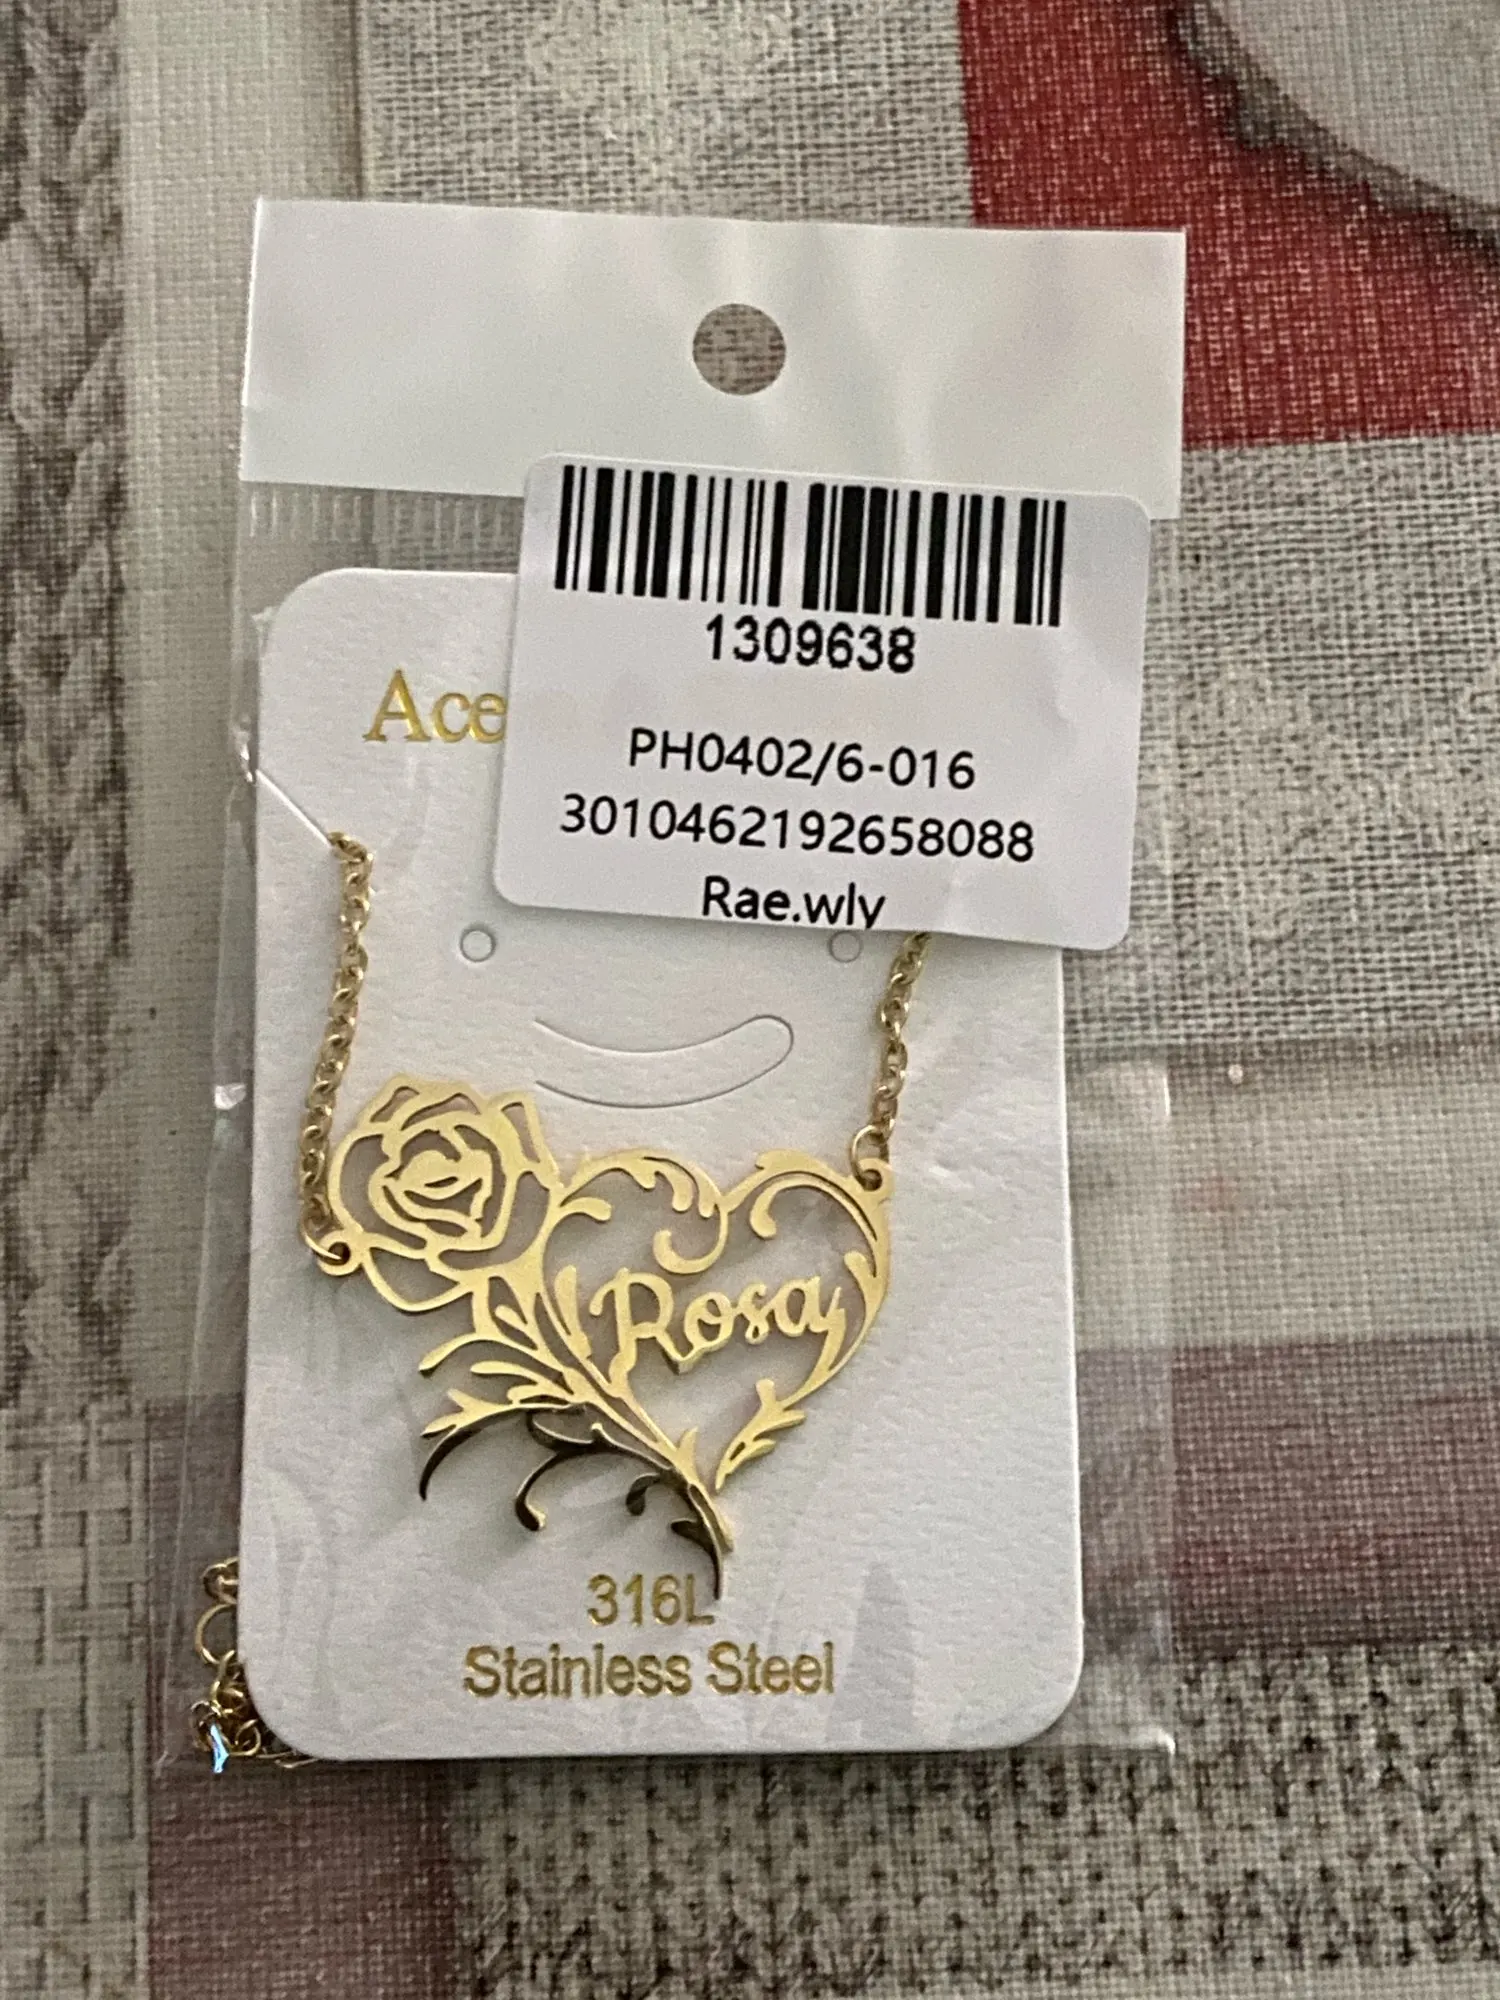 1309638
Ace
PH0402/6-016
3010462192658088
Rae.wly
Rosa
316L
Stainless Steel